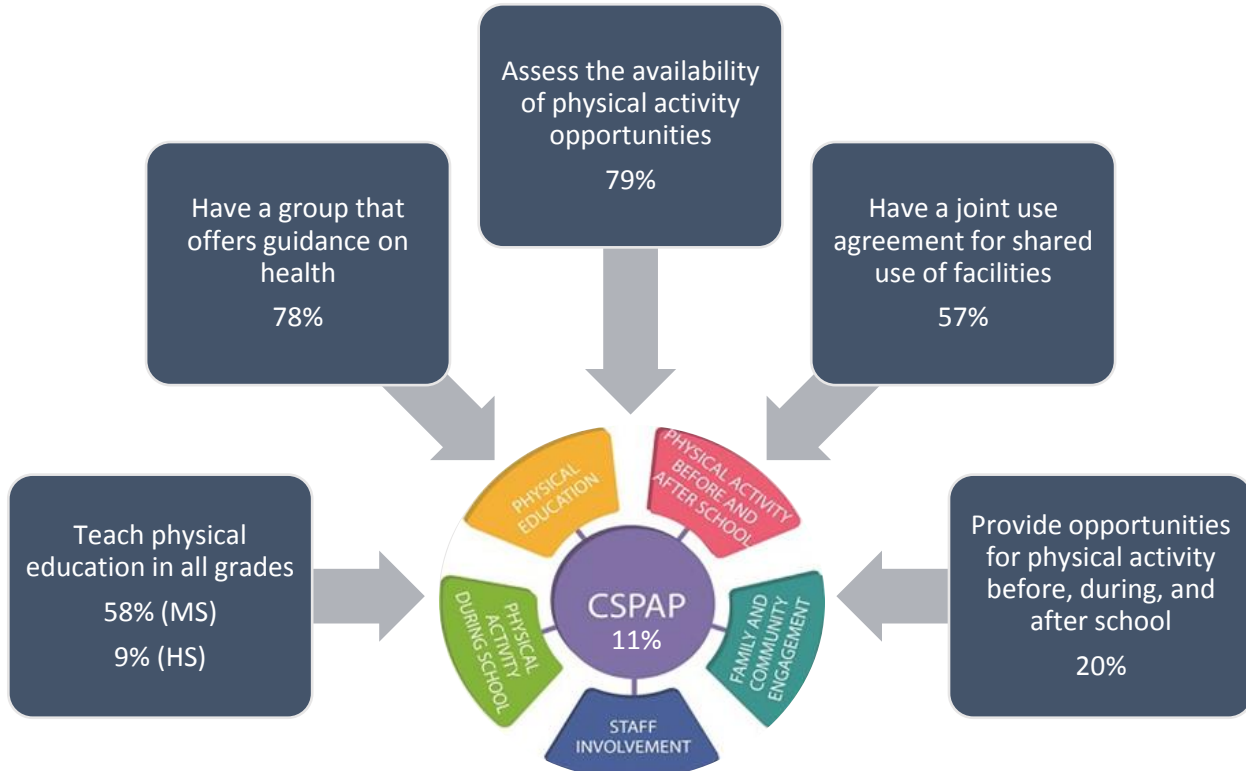 Assess the availability
of physical activity
opportunities
79%
Have a group that
offers guidance on
health
78%
Have a joint use
agreement for shared
use of facilities
57%
Teach physical
education in all grades
58% (MS)
9% (HS)
Provide opportunities
for physical activity
before, during, and
after school
20%
PHYSICAL
EDUCATION
PHYSICAL ACTIVITY
BEFORE AND
AFTER SCHOOL
PHYSICAL
ACTIVITY
DURING SCHOOL
CSPAP
11%
FAMILY AND
COMMUNITY
ENGAGEMENT
STAFF
INVOLVEMENT